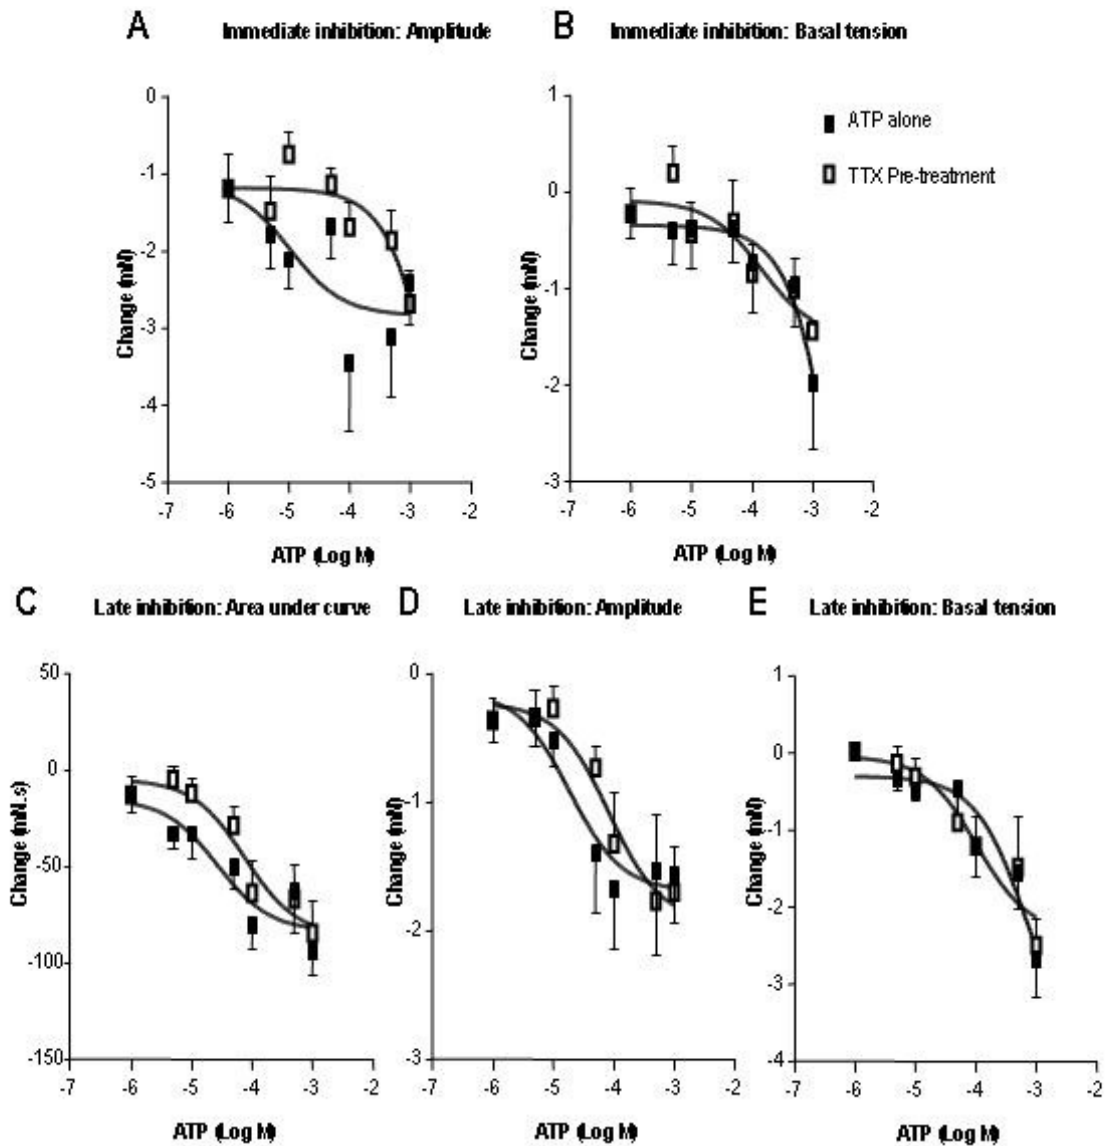 A Immediate inhibition: Amplitude
0
-1
-2
-3
-4
-5
Change (mN)
-7 -6 -5 -4 -3 -2
ATP (Log M)
B Immediate inhibition: Basal tension
1
0
-1
-2
-3
Change (mN)
-7 -6 -5 -4 -3 -2
ATP (Log M)
ATP alone
TTX Pre-treatment
C Late inhibition: Area under curve
50
0
-50
-100
-150
Change (mN.s)
-7 -6 -5 -4 -3 -2
ATP (Log M)
D Late inhibition: Amplitude
0
-1
-2
-3
Change (mN)
-7 -6 -5 -4 -3 -2
ATP (Log M)
E Late inhibition: Basal tension
1
0
-1
-2
-3
-4
Change (mN)
-7 -6 -5 -4 -3 -2
ATP (Log M)